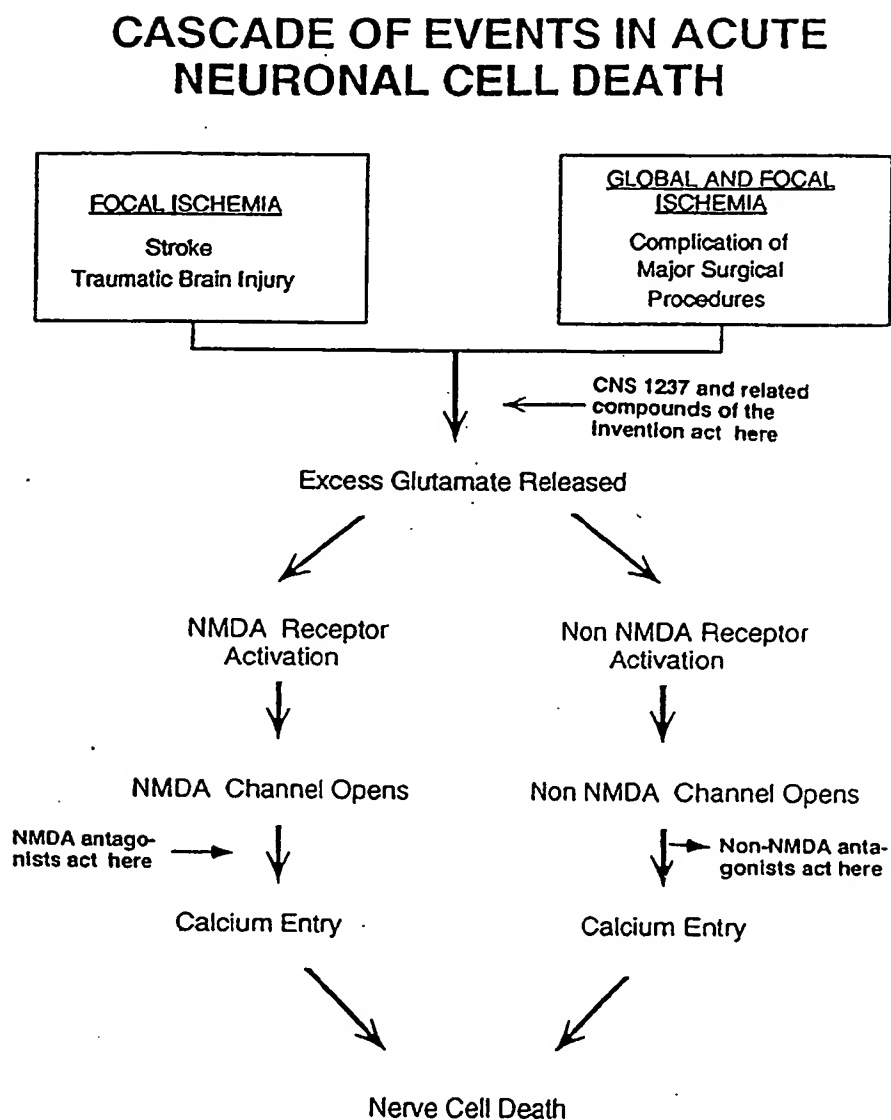 CASCADE OF EVENTS IN ACUTE
NEURONAL CELL DEATH
FOCAL ISCHEMIA
Stroke
Traumatic Brain Injury
GLOBAL AND FOCAL
ISCHEMIA
Complication of
Major Surgical
Procedures
CNS 1237 and related
compounds of the
invention act here
Excess Glutamate Released
NMDA Receptor
Activation
Non NMDA Receptor
Activation
NMDA Channel Opens
Non NMDA Channel Opens
NMDA antago-
nists act here
Non-NMDA anta-
gonists act here
Calcium Entry
Calcium Entry
Nerve Cell Death